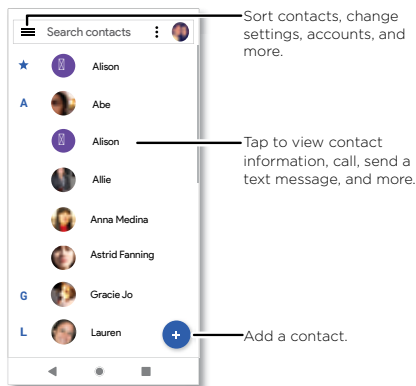 Search contacts
Sort contacts, change
settings, accounts, and
more.
Alison
A
Abe
Alison
Tap to view contact
information, call, send a
text message, and more.
Allie
Anna Medina
Astrid Fanning
G
Gracie Jo
L
Lauren
+
Add a contact.